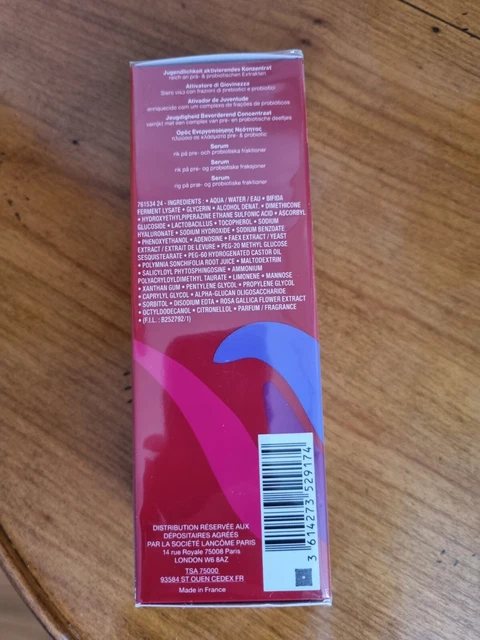 Jugendlichkeit aktivierendes Konzentrat
reich an prä- & probiotischen Extrakten
Attivatore di Giovinezza
Siero viso con frazioni di prebiotici e probiotici
Ativador da Juventude
enriquecido com um complexo de frações de probióticos
Jeugdigheid Bevorderend Concentraat
verrijkt met een complex van pre- en probiotische deeltjes
Ορός Ενεργοποίησης Νεότητας
πλούσιο σε κλάσματα pre- & probiotic
Serum
rik på pre- och probiotiska fraktioner
Serum
rik på pre- og probiotiske fraksjoner
Serum
rig på præ- og probiotiske fraktioner
761534 24 - INGREDIENTS : • AQUA / WATER / EAU • BIFIDA
FERMENT LYSATE • GLYCERIN • ALCOHOL DENAT. • DIMETHICONE
• HYDROXYETHYLPIPERAZINE ETHANE SULFONIC ACID • ASCORBYL
GLUCOSIDE • LACTOBACILLUS • TOCOPHEROL • SODIUM
HYALURONATE • SODIUM HYDROXIDE • SODIUM BENZOATE
• PHENOXYETHANOL • ADENOSINE • FAEX EXTRACT / YEAST
EXTRACT / EXTRAIT DE LEVURE • PEG-20 METHYL GLUCOSE
SESQUISTEARATE • PEG-60 HYDROGENATED CASTOR OIL
• POLYMNIA SONCHIFOLIA ROOT JUICE • MALTODEXTRIN
• SALICYLOYL PHYTOSPHINGOSINE • AMMONIUM
POLYACRYLOYLDIMETHYL TAURATE • LIMONENE • MANNOSE
• XANTHAN GUM • PENTYLENE GLYCOL • PROPYLENE GLYCOL
• CAPRYLYL GLYCOL • ALPHA-GLUCAN OLIGOSACCHARIDE
• SORBITOL • DISODIUM EDTA • ROSA GALLICA FLOWER EXTRACT
• OCTYLDODECANOL • CITRONELLOL • PARFUM / FRAGRANCE
• (F.I.L. : B252792/1)
3 614273 529174
DISTRIBUTION RÉSERVÉE AUX
DÉPOSITAIRES AGRÉÉS
PAR LA SOCIÉTÉ LANCÔME PARIS
14 rue Royale 75008 Paris
LONDON W6 8AZ
TSA 75000
93584 ST OUEN CEDEX FR
Made in France